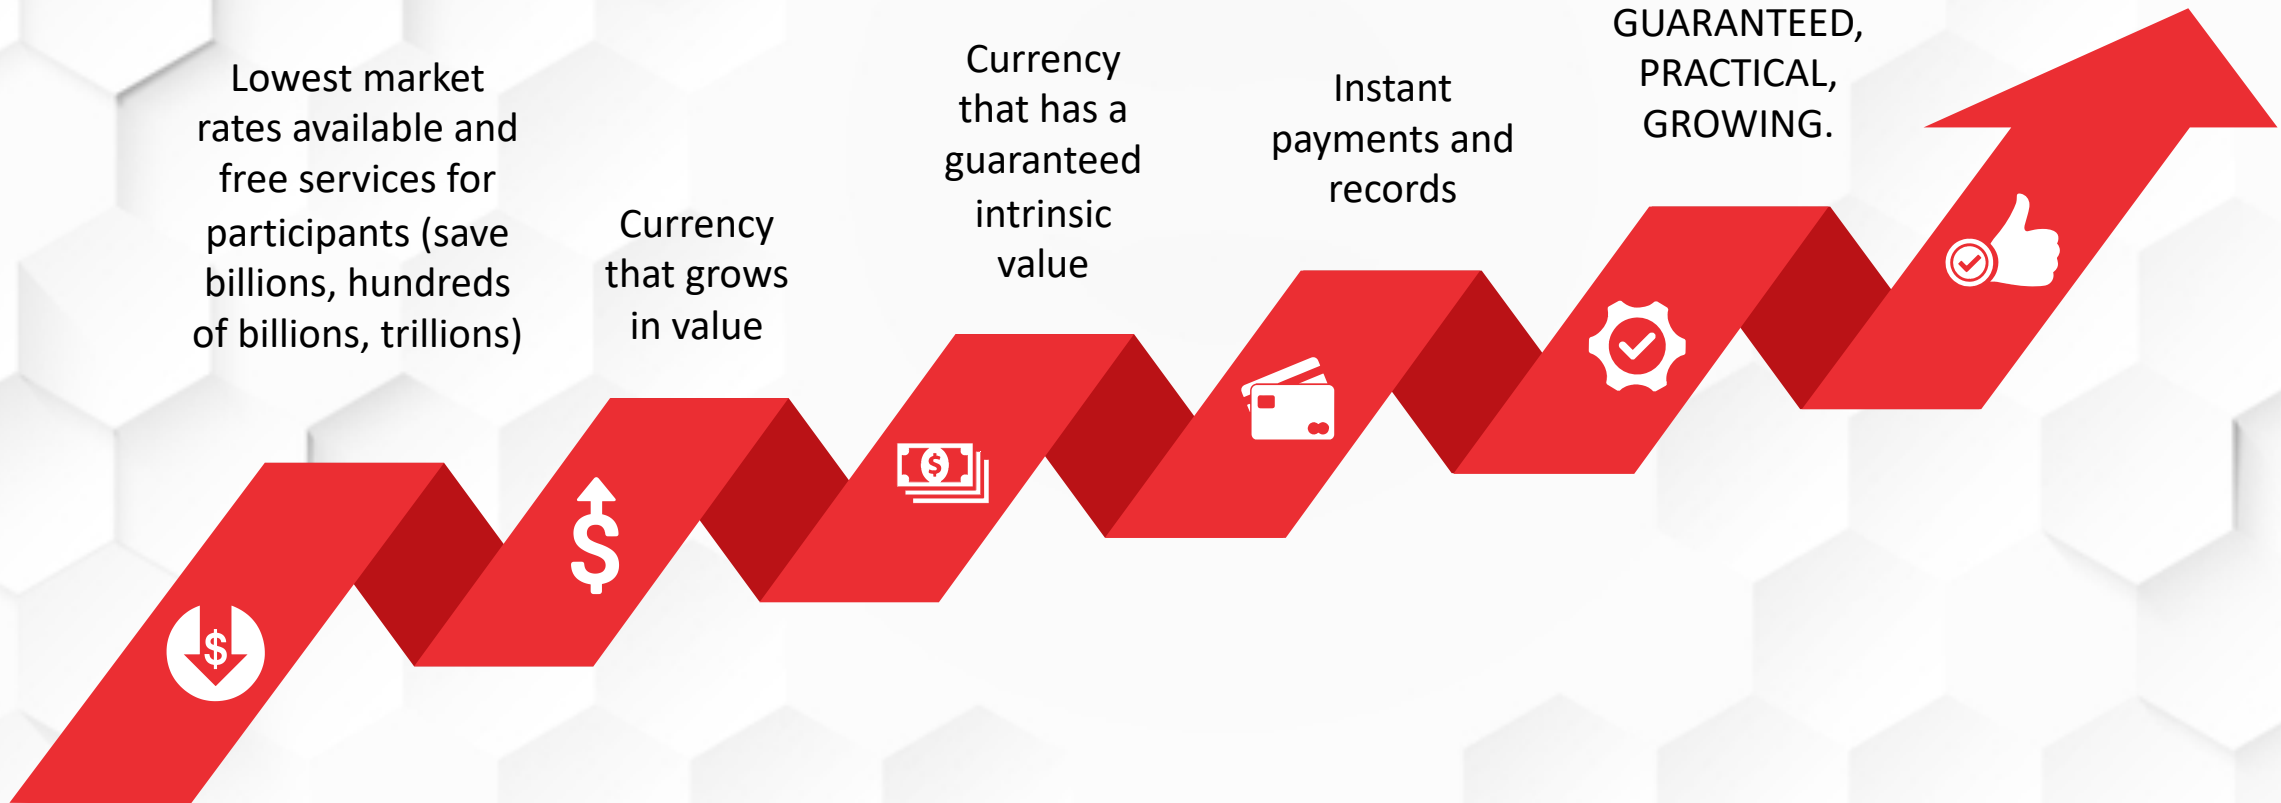 Lowest market
rates available and
free services for
participants (save
billions, hundreds
of billions, trillions)
Currency
that grows
in value
Currency
that has a
guaranteed
intrinsic
value
Instant
payments and
records
GUARANTEED,
PRACTICAL,
GROWING.
$
$
$